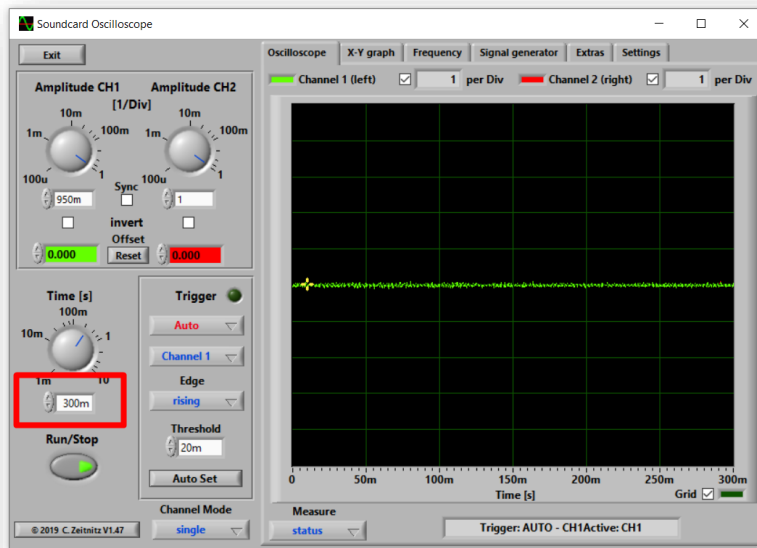 Soundcard Oscilloscope
Exit
Amplitude CH1 Amplitude CH2
[1/Div]
10m 10m
1m 100m 1m 100m
100u 1 100u 1
Sync
950m 1
invert
Offset
0.000 Reset 0.000
Time [s]
100m
10m 1
1m 10
300m
Run/Stop
© 2019 C. Zeitnitz V1.47
Trigger
Auto
Channel 1
Edge
rising
Threshold
20m
Auto Set
Channel Mode
single
Oscilloscope X-Y graph Frequency Signal generator Extras Settings
Channel 1 (left) 1 per Div Channel 2 (right) 1 per Div
0 50m 100m 150m 200m 250m 300m
Time [s]
Grid
Measure
status
Trigger: AUTO - CH1Active: CH1